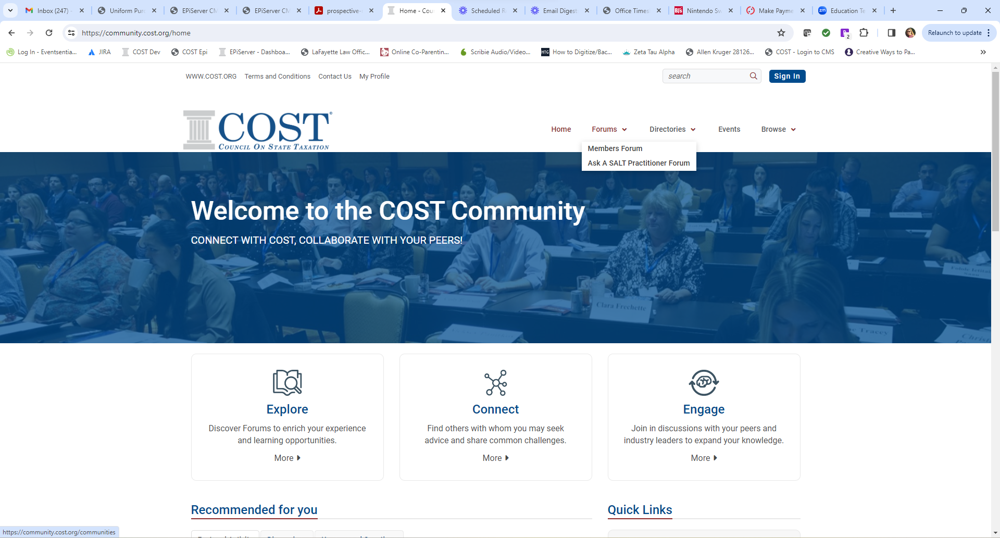 Inbox (247) -
Uniform Pur
EPiServer CM
EPiServer CM
prospective-
Home - Cou
Scheduled R
Email Digest
Office Times
Nintendo Sw
Make Payme
Education Te
https://community.cost.org/home
2
Relaunch to update
Log In - Eventsentia...
JIRA
COST Dev
COST Epi
EPiServer - Dashboa...
LaFayette Law Offic...
Online Co-Parentin...
Scribie Audio/Video...
HTG
How to Digitize/Bac...
Zeta Tau Alpha
Allen Kruger 28126...
COST - Login to CMS
Creative Ways to Pa...
WWW.COST.ORG Terms and Conditions Contact Us My Profile
search
Sign In
COST
COUNCIL ON STATE TAXATION
Home Forums Directories Events Browse
Members Forum
Ask A SALT Practitioner Forum
Welcome to the COST Community
CONNECT WITH COST, COLLABORATE WITH YOUR PEERS!
Clara Frechette
Tracey
Explore
Discover Forums to enrich your experience
and learning opportunities.
More
Connect
Find others with whom you may seek
advice and share common challenges.
More
Engage
Join in discussions with your peers and
industry leaders to expand your knowledge.
More
Recommended for you
Quick Links
https://community.cost.org/communities